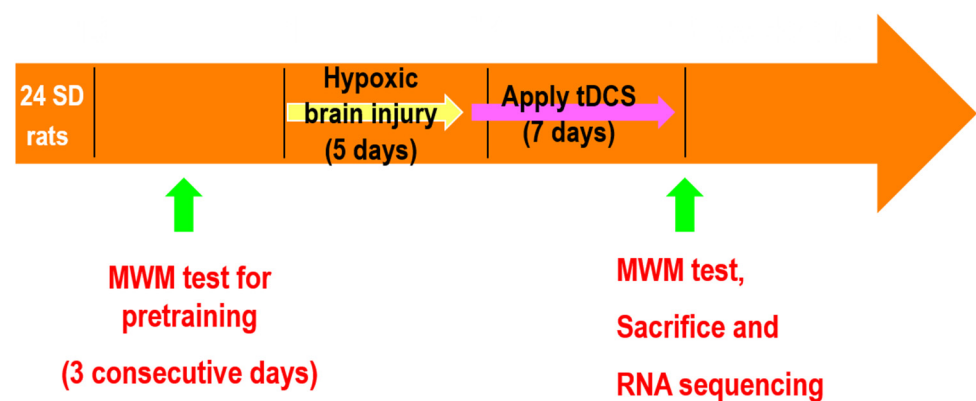 24 SD
rats
Hypoxic
brain injury
(5 days)
Apply tDCS
(7 days)
MWM test for
pretraining
(3 consecutive days)
MWM test,
Sacrifice and
RNA sequencing